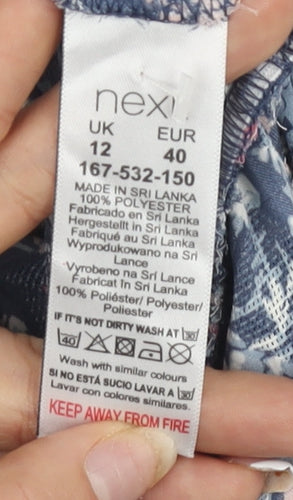 next
UK EUR
12 40
167-532-150
MADE IN SRI LANKA
100% POLYESTER
Fabricado en Sri Lanka
Hergestellt in Sri Lanka
Fabriqué au Sri Lanka
Wyprodukowano na Sri
Lance
Vyrobeno na Sri Lance
Fabricat în Sri Lanka
100% Poliéster/ Polyester/
Poliester
IF IT'S NOT DIRTY WASH AT 30
40
Wash with similar colours
SI NO ESTÁ SUCIO LAVAR A 30
Lavar con colores similares.
KEEP AWAY FROM FIRE